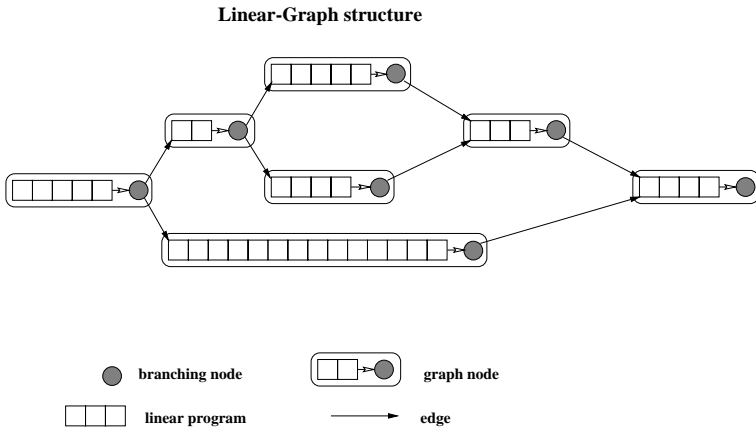 Linear-Graph structure
branching node
graph node
linear program
edge